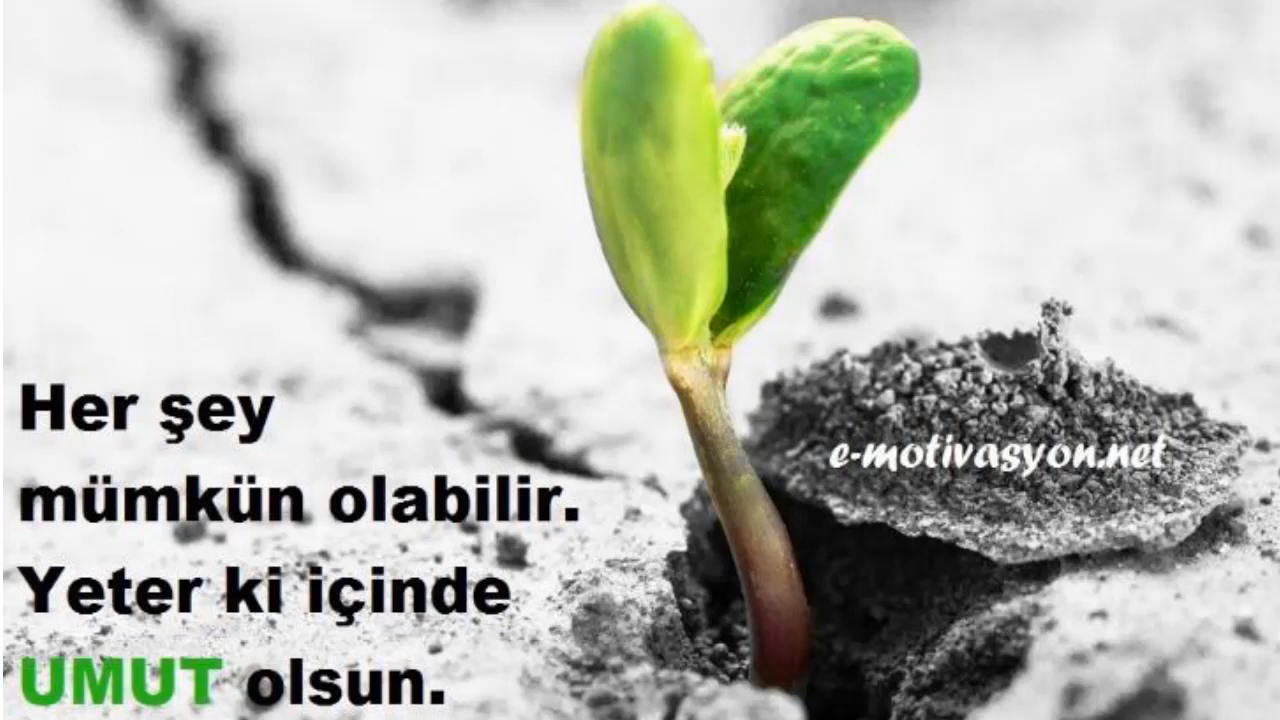 Her şey
mümkün olabilir.
Yeter ki içinde
UMUT olsun.
e-motivasyon.net